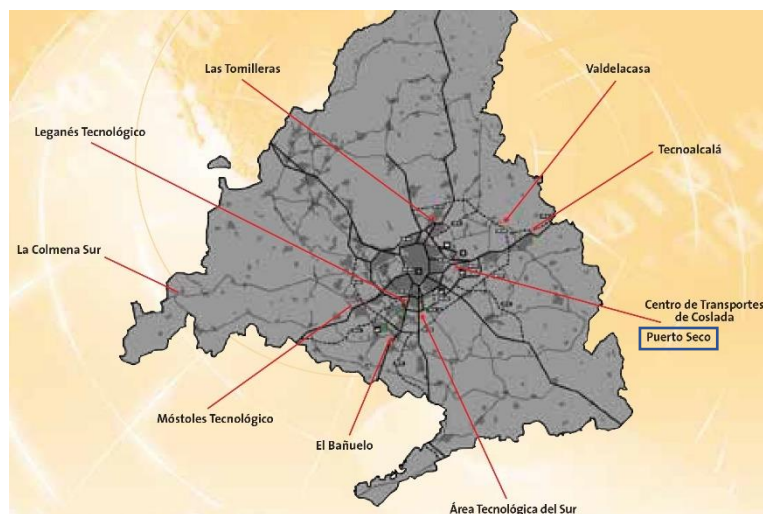 Las Tomilleras
Valdelacasa
Leganés Tecnológico
Tecnoalcalá
La Colmena Sur
Centro de Transportes
de Coslada
Puerto Seco
Móstoles Tecnológico
El Bañuelo
Área Tecnológica del Sur